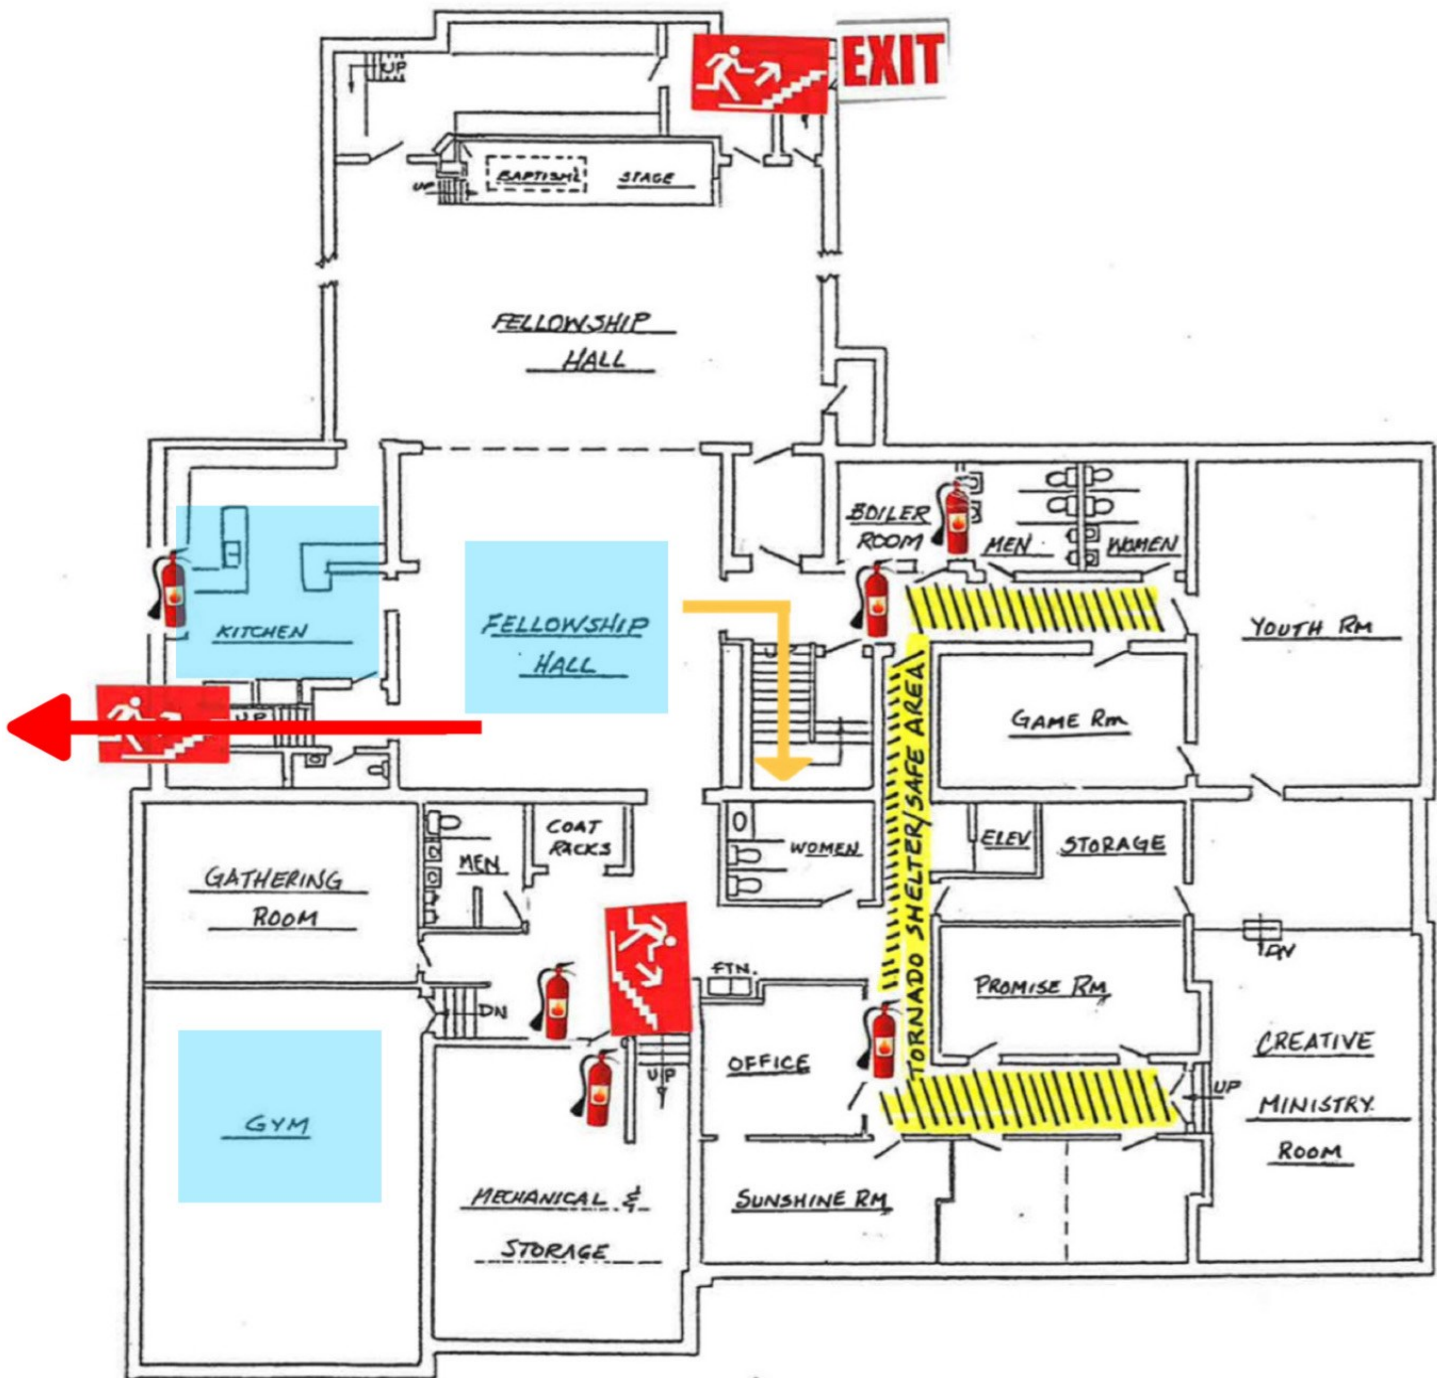 EXIT
UP
BAPTISM
STAGE
UP
FELLOWSHIP
HALL
BOILER
ROOM
MEN
WOMEN
KITCHEN
FELLOWSHIP
HALL
YOUTH RM
UP
GAME RM
TORNADO SHELTER/SAFE AREA
COAT
RACKS
WOMEN
ELEV
STORAGE
MEN
GATHERING
ROOM
FTN.
DN
PROMISE RM
DN
OFFICE
CREATIVE
MINISTRY
ROOM
UP
UP
GYM
MECHANICAL &
STORAGE
SUNSHINE RM